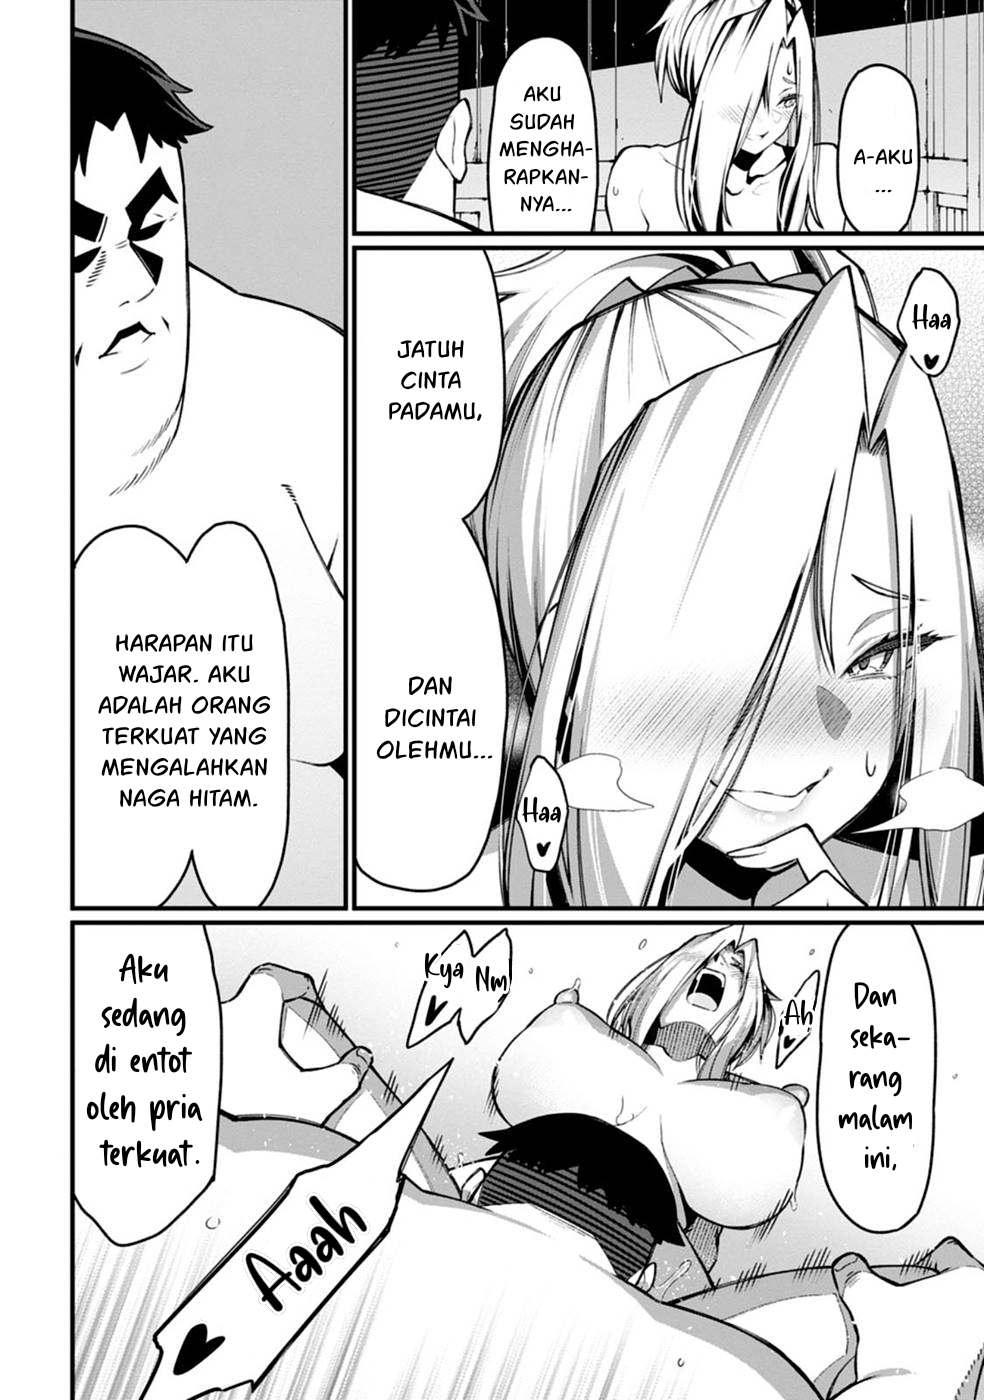 A-AKU
...
AKU
SUDAH
MENGHA-
RAPKAN-
NYA...
Haa
JATUH
CINTA
PADAMU,
DAN
DICINTAI
OLEHMU...
Haa
HARAPAN ITU
WAJAR. AKU
ADALAH ORANG
TERKUAT YANG
MENGALAHKAN
NAGA HITAM.
Dan
seka-
rang
malam
ini,
Ah
Kya
Nm
Aku
sedang
di entot
oleh pria
terkuat.
Aaah